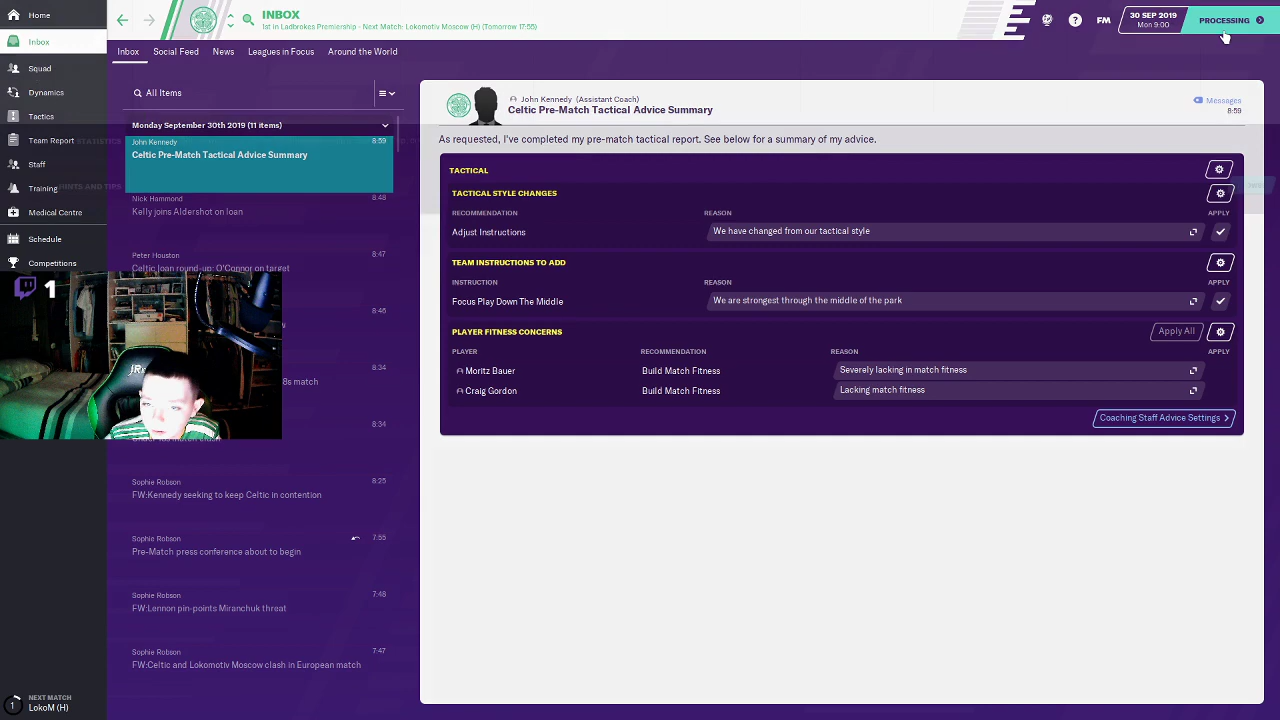 INBOX
1st in Ladbrokes Premiership - Next Match: Lokomotiv Moscow (H) (Tomorrow 17:55)
?
FM
30 SEP 2019
Mon 9:00
PROCESSING
Inbox
Squad
Dynamics
Tactics
Team Report
Staff
Training
Medical Centre
Schedule
Competitions
STATISTICS
HINTS AND TIPS
1
NEXT MATCH
LokoM (H)
1
Inbox Social Feed News Leagues in Focus Around the World
All Items
Monday September 30th 2019 (11 items)
John Kennedy 8:59
Celtic Pre-Match Tactical Advice Summary
Nick Hammond 8:48
Kelly joins Aldershot on loan
Peter Houston 8:47
Celtic loan round-up: O'Connor on target
8:46
8:34
8s match
8:34
Sophie Robson 8:25
FW:Kennedy seeking to keep Celtic in contention
Sophie Robson 7:55
Pre-Match press conference about to begin
Sophie Robson 7:48
FW:Lennon pin-points Miranchuk threat
Sophie Robson 7:47
FW:Celtic and Lokomotiv Moscow clash in European match
John Kennedy (Assistant Coach)
Celtic Pre-Match Tactical Advice Summary
Messages
8:59
As requested, I've completed my pre-match tactical report. See below for a summary of my advice.
TACTICAL
TACTICAL STYLE CHANGES
RECOMMENDATION REASON APPLY
Adjust Instructions We have changed from our tactical style
TEAM INSTRUCTIONS TO ADD
INSTRUCTION REASON APPLY
Focus Play Down The Middle We are strongest through the middle of the park
PLAYER FITNESS CONCERNS Apply All
PLAYER RECOMMENDATION REASON APPLY
Moritz Bauer Build Match Fitness Severely lacking in match fitness
Craig Gordon Build Match Fitness Lacking match fitness
Coaching Staff Advice Settings